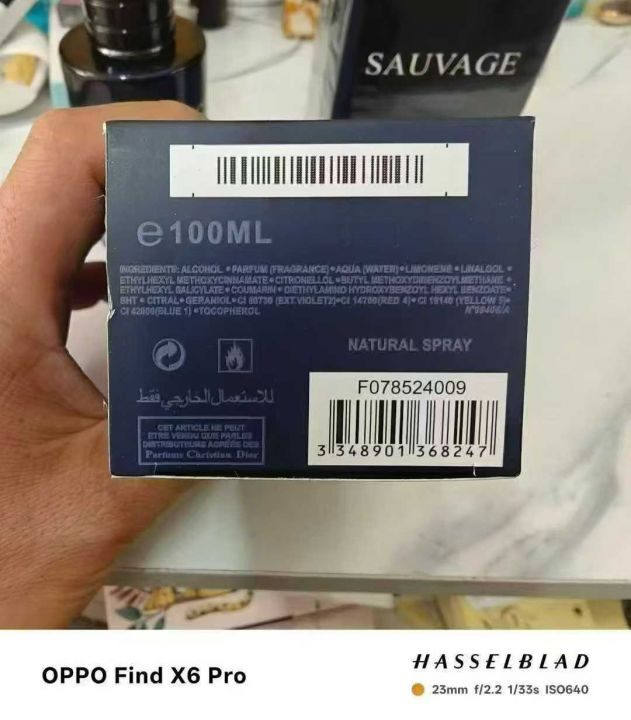 SAUVAGE
e 100ML
INGREDIENTS: ALCOHOL • PARFUM (FRAGRANCE) • AQUA (WATER) • LIMONENE • LINALOOL •
ETHYLHEXYL METHOXYCINNAMATE • CITRONELLOL • BUTYL METHOXYDIBENZOYLMETHANE •
ETHYLHEXYL SALICYLATE • COUMARIN • DIETHYLAMINO HYDROXYBENZOYL HEXYL BENZOATE •
BHT • CITRAL • GERANIOL • CI 60730 (EXT.VIOLET2) • CI 14700 (RED 4) • CI 19140 (YELLOW 5) •
CI 42090 (BLUE 1) • TOCOPHEROL
NATURAL SPRAY
للاستعمال الخارجي فقط
F078524009
3 348901 368247
CET ARTICLE NE PEUT
ETRE VENDU QUE PAR LES
DISTRIBUTEURS AGREES DES
Parfums Christian Dior
OPPO Find X6 Pro
HASSELBLAD
23mm f/2.2 1/33s ISO640